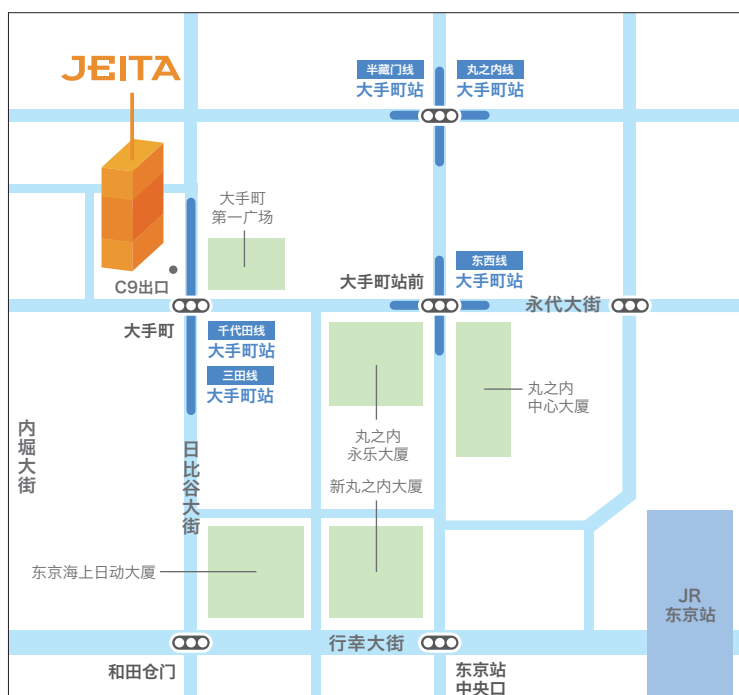 JEITA
半藏门线
大手町站
丸之内线
大手町站
大手町
第一广场
C9出口
大手町站前
东西线
大手町站
永代大街
大手町
千代田线
大手町站
三田线
大手町站
丸之内
中心大厦
丸之内
永乐大厦
内堀大街
日比谷大街
新丸之内大厦
东京海上日动大厦
JR
东京站
行幸大街
和田仓门
东京站
中央口